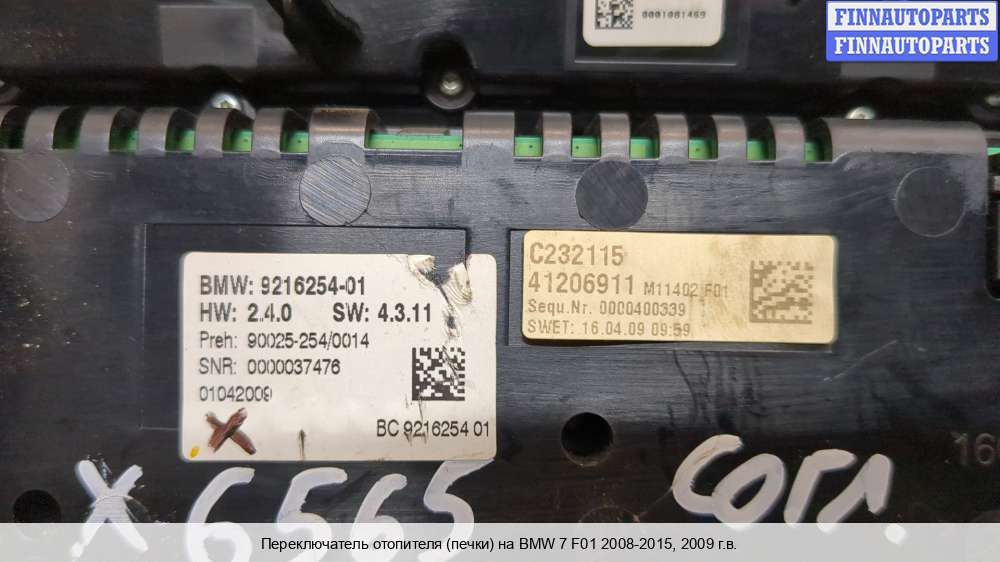 0001081469
FINNAUTOPARTS
FINNAUTOPARTS
BMW: 9216254-01
HW: 2.4.0 SW: 4.3.11
Preh: 90025-254/0014
SNR: 0000037476
01042009
BC 9216254 01
C232115
41206911 M11402 F01
Sequ.Nr. 0000400339
SWET: 16.04.09 09:59
X 6565
Переключатель отопителя (печки) на BMW 7 F01 2008-2015, 2009 г.в.